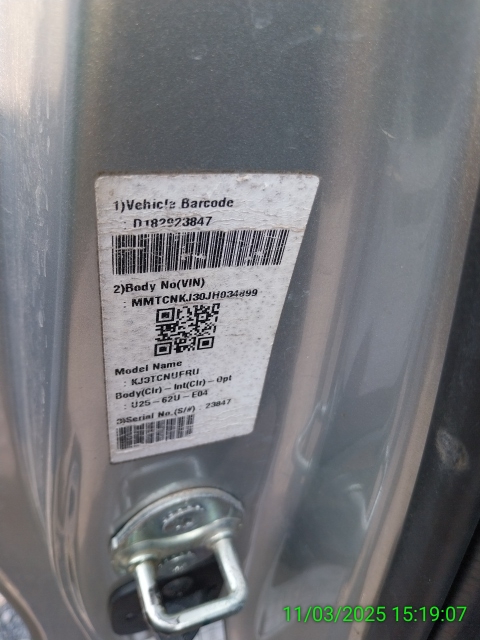 1)Vehicle Barcode
: D182923847
2)Body No(VIN)
: MMTCNKJ30JH034899
Model Name
: KJ3TCNUFRU
Body(Clr)-Int(Clr)-Opt
: U25-62U-E04
3)Serial No.(S/#) : 23847
11/03/2025 15:19:07